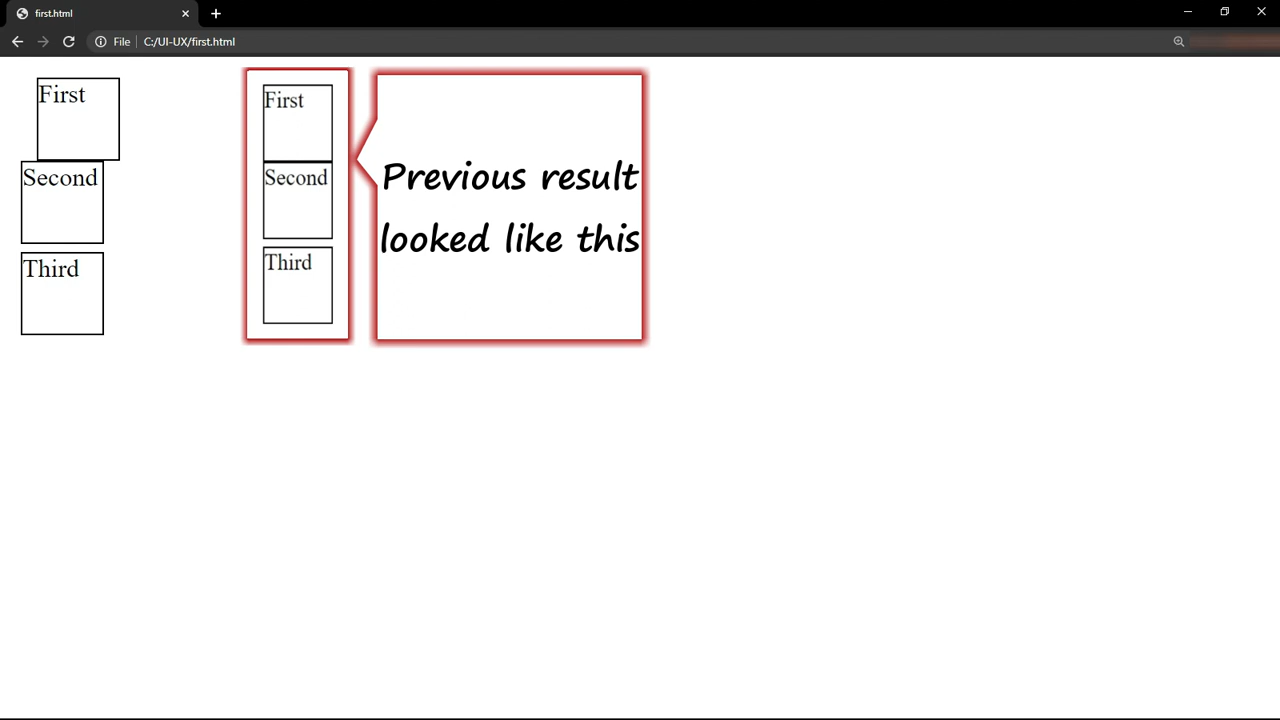 first.html
File C:/UI-UX/first.html
First
Second
Third
First
Second
Third
Previous result
looked like this